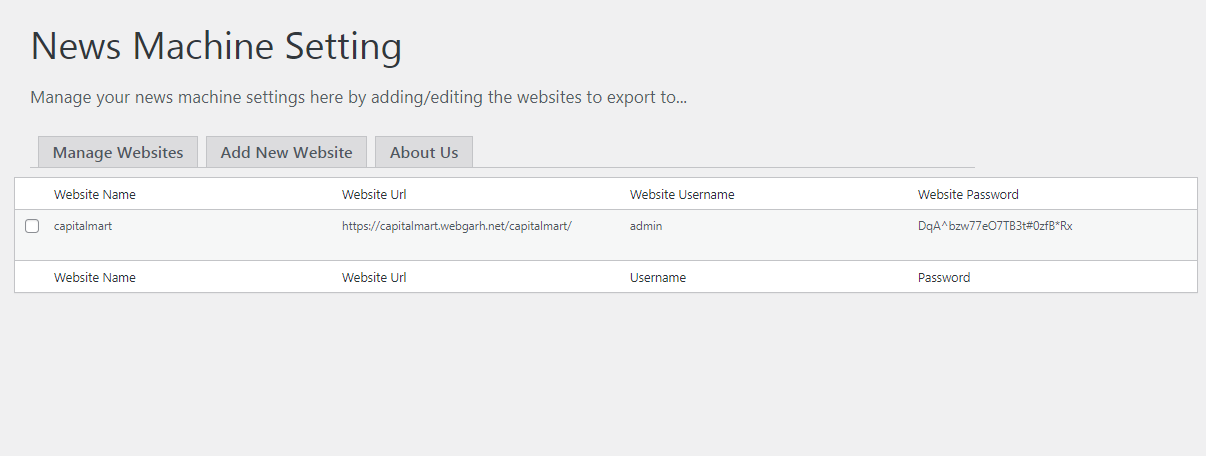 News Machine Setting
Manage your news machine settings here by adding/editing the websites to export to...
Manage Websites Add New Website About Us
Website Name Website Url Website Username Website Password
capitalmart https://capitalmart.webgarh.net/capitalmart/ admin DqA^bzw77eO7TB3t#0zfB*Rx
Website Name Website Url Username Password